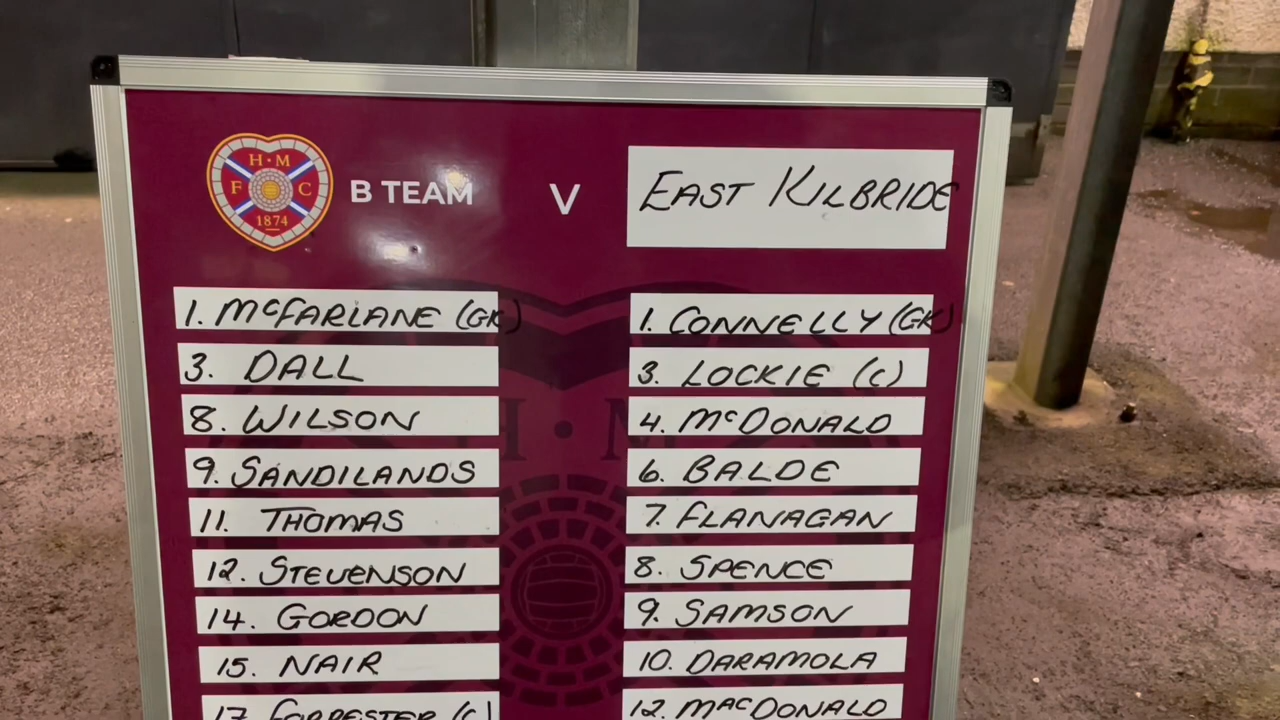 H·M
F C
1874
B TEAM V EAST KILBRIDE
1. MCFARLANE (GK)
3. DALL
8. WILSON
9. SANDILANDS
11. THOMAS
12. STEVENSON
14. GORDON
15. NAIR
17. FORRESTER (C)
1. CONNELLY (GK)
3. LOCKIE (C)
4. MCDONALD
6. BALDE
7. FLANAGAN
8. SPENCE
9. SAMSON
10. DARAMOLA
12. MACDONALD
H·M